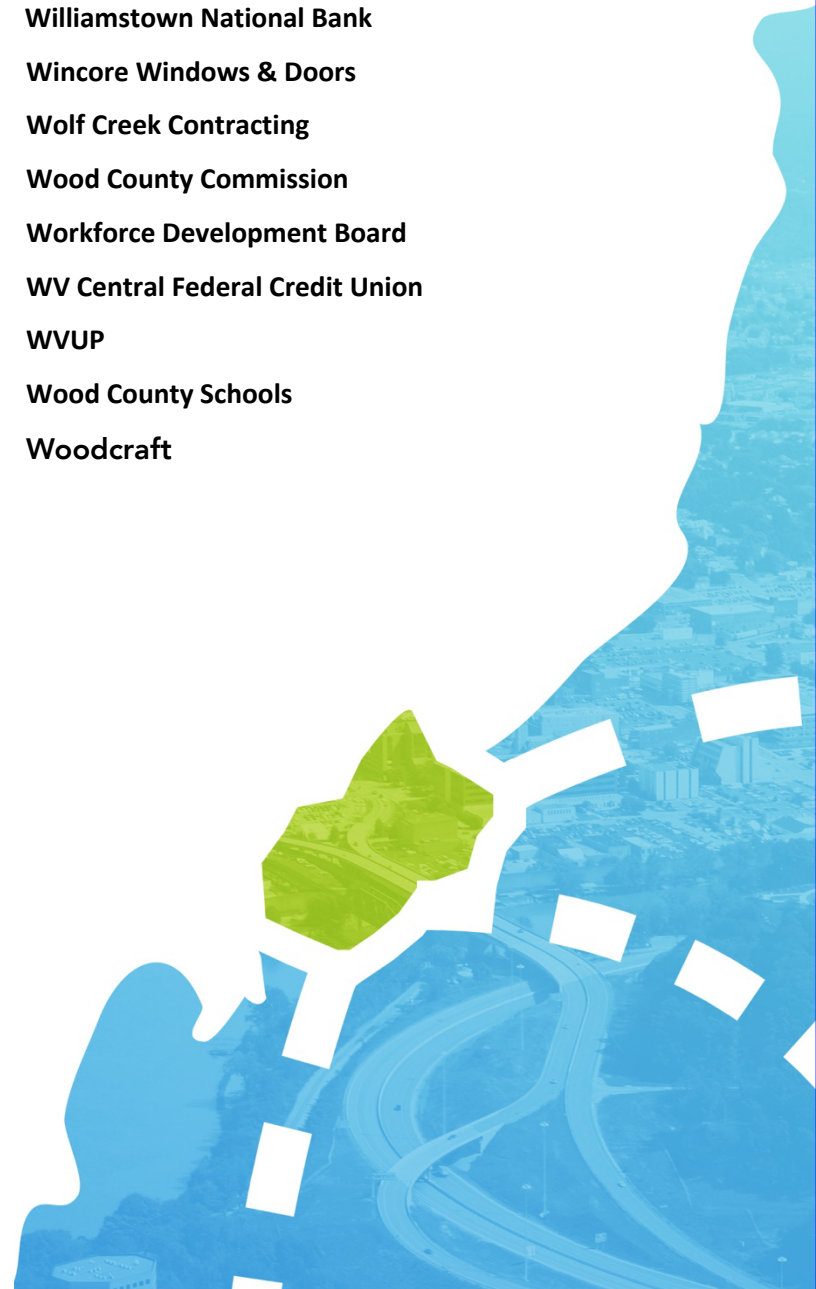 Williamstown National Bank
Wincore Windows & Doors
Wolf Creek Contracting
Wood County Commission
Workforce Development Board
WV Central Federal Credit Union
WVUP
Wood County Schools
Woodcraft